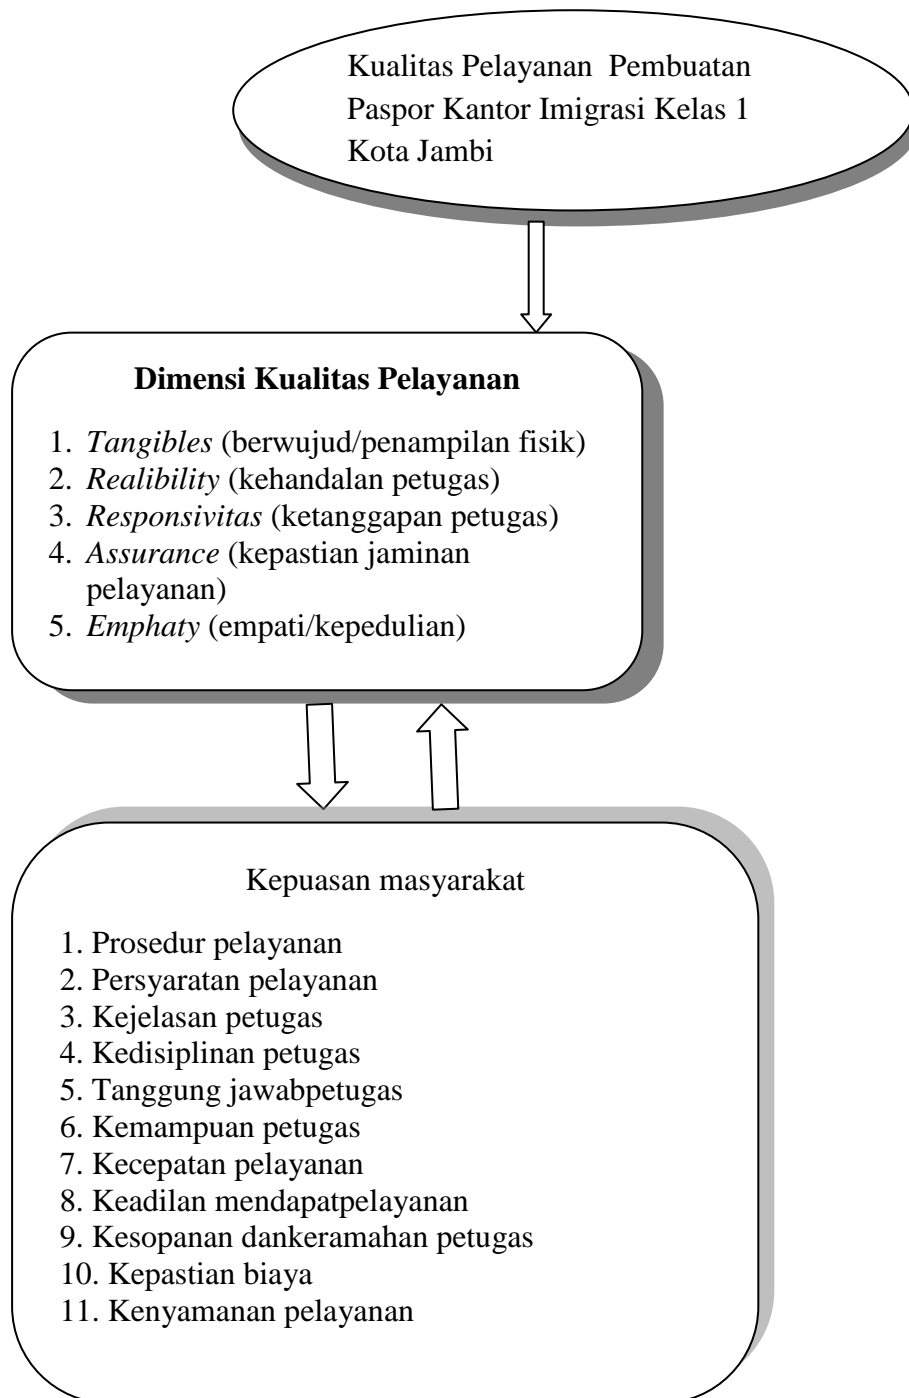 Kualitas Pelayanan Pembuatan
Paspor Kantor Imigrasi Kelas 1
Kota Jambi
Dimensi Kualitas Pelayanan
1. Tangibles (berwujud/penampilan fisik)
2. Realibility (kehandalan petugas)
3. Responsivitas (ketanggapan petugas)
4. Assurance (kepastian jaminan
pelayanan)
5. Emphaty (empati/kepedulian)
Kepuasan masyarakat
1. Prosedur pelayanan
2. Persyaratan pelayanan
3. Kejelasan petugas
4. Kedisiplinan petugas
5. Tanggung jawabpetugas
6. Kemampuan petugas
7. Kecepatan pelayanan
8. Keadilan mendapatpelayanan
9. Kesopanan dankeramahan petugas
10. Kepastian biaya
11. Kenyamanan pelayanan